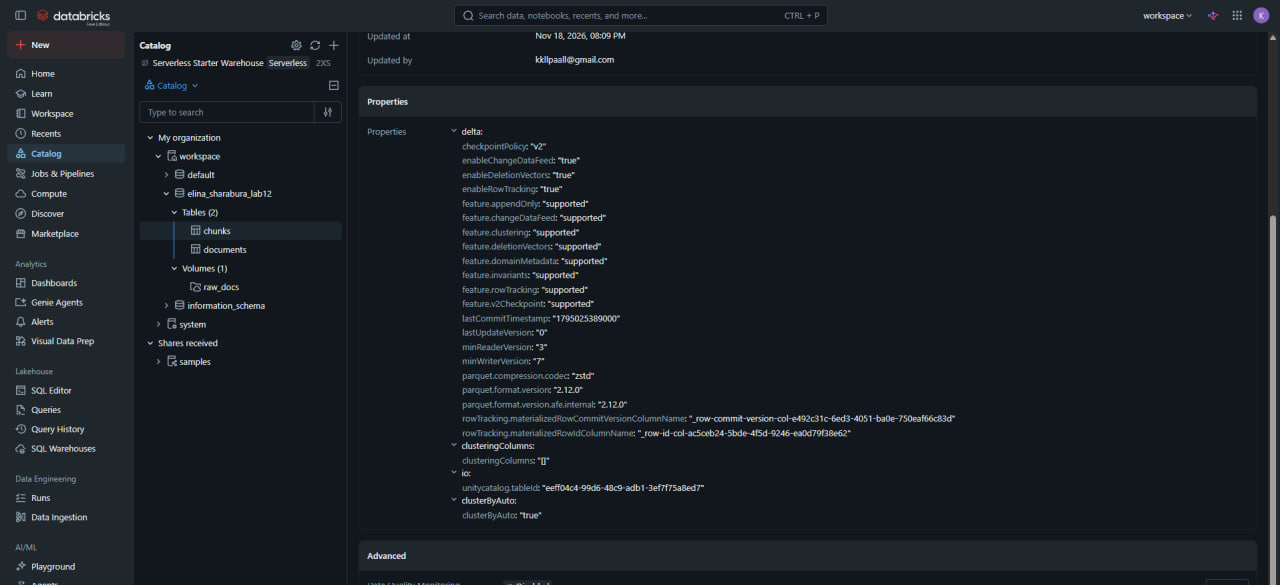 databricks
Search data, notebooks, recents, and more...
CTRL + P
workspace
K
New
Home
Learn
Workspace
Recents
Catalog
Jobs & Pipelines
Compute
Discover
Marketplace
Analytics
Dashboards
Genie Agents
Alerts
Visual Data Prep
Lakehouse
SQL Editor
Queries
Query History
SQL Warehouses
Data Engineering
Runs
Data Ingestion
AI/ML
Playground
Agents
Catalog
Serverless Starter Warehouse Serverless 2XS
Catalog
Type to search
My organization
workspace
default
elina_sharabura_lab12
Tables (2)
chunks
documents
Volumes (1)
raw_docs
information_schema
system
Shares received
samples
Updated at Nov 18, 2026, 08:09 PM
Updated by kkllpaall@gmail.com
Properties
Properties
delta:
checkpointPolicy: "v2"
enableChangeDataFeed: "true"
enableDeletionVectors: "true"
enableRowTracking: "true"
feature.appendOnly: "supported"
feature.changeDataFeed: "supported"
feature.clustering: "supported"
feature.deletionVectors: "supported"
feature.domainMetadata: "supported"
feature.invariants: "supported"
feature.rowTracking: "supported"
feature.v2Checkpoint: "supported"
lastCommitTimestamp: "1795025389000"
lastUpdateVersion: "0"
minReaderVersion: "3"
minWriterVersion: "7"
parquet.compression.codec: "zstd"
parquet.format.version: "2.12.0"
parquet.format.version.afe.internal: "2.12.0"
rowTracking.materializedRowCommitVersionColumnName: "_row-commit-version-col-e492c31c-6ed3-4051-ba0e-750eaf66c83d"
rowTracking.materializedRowIdColumnName: "_row-id-col-ac5ceb24-5bde-4f5d-9246-ea0d79f38e62"
clusteringColumns:
clusteringColumns: "[]"
io:
unitycatalog.tableId: "eeff04c4-99d6-48c9-adb1-3ef7f75a8ed7"
clusterByAuto:
clusterByAuto: "true"
Advanced
Data Quality Monitoring Disabled